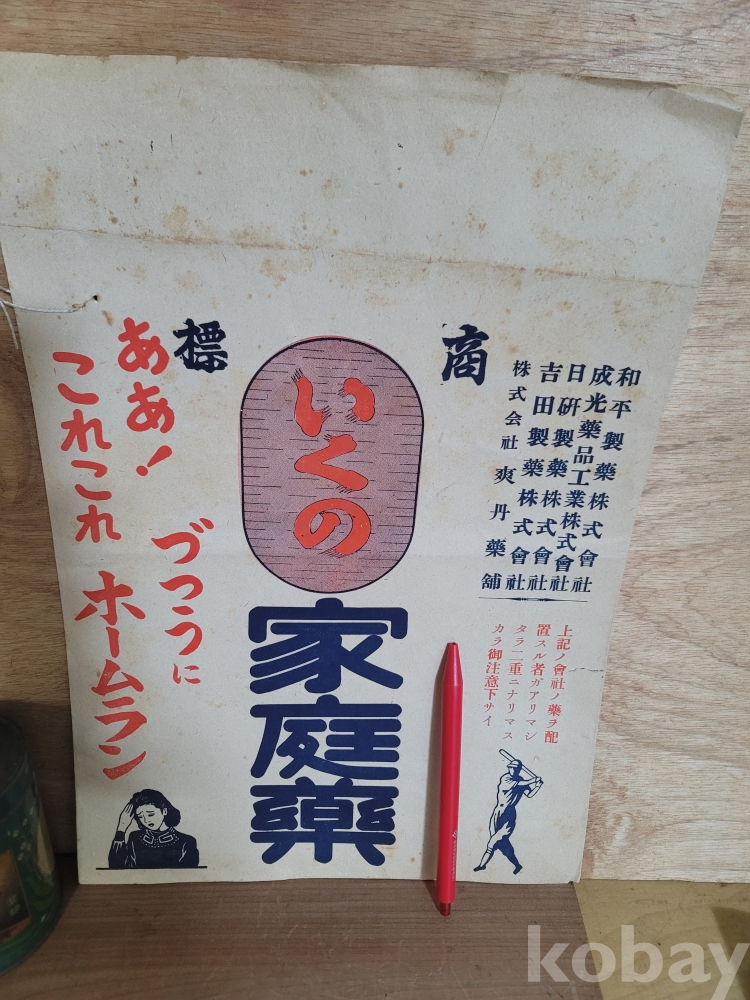 和平製藥株式會社
成光藥品工業株式會社
日研製藥株式會社
吉田製藥株式會社
株式会社爽丹藥舗
上記ノ會社ノ藥ヲ配
置スル者ガアリマシ
タラ二重ニナリマス
カラ御注意下サイ
商標
いくの
家庭藥
づつうに
ああ!
これこれ
ホームラン
kobay